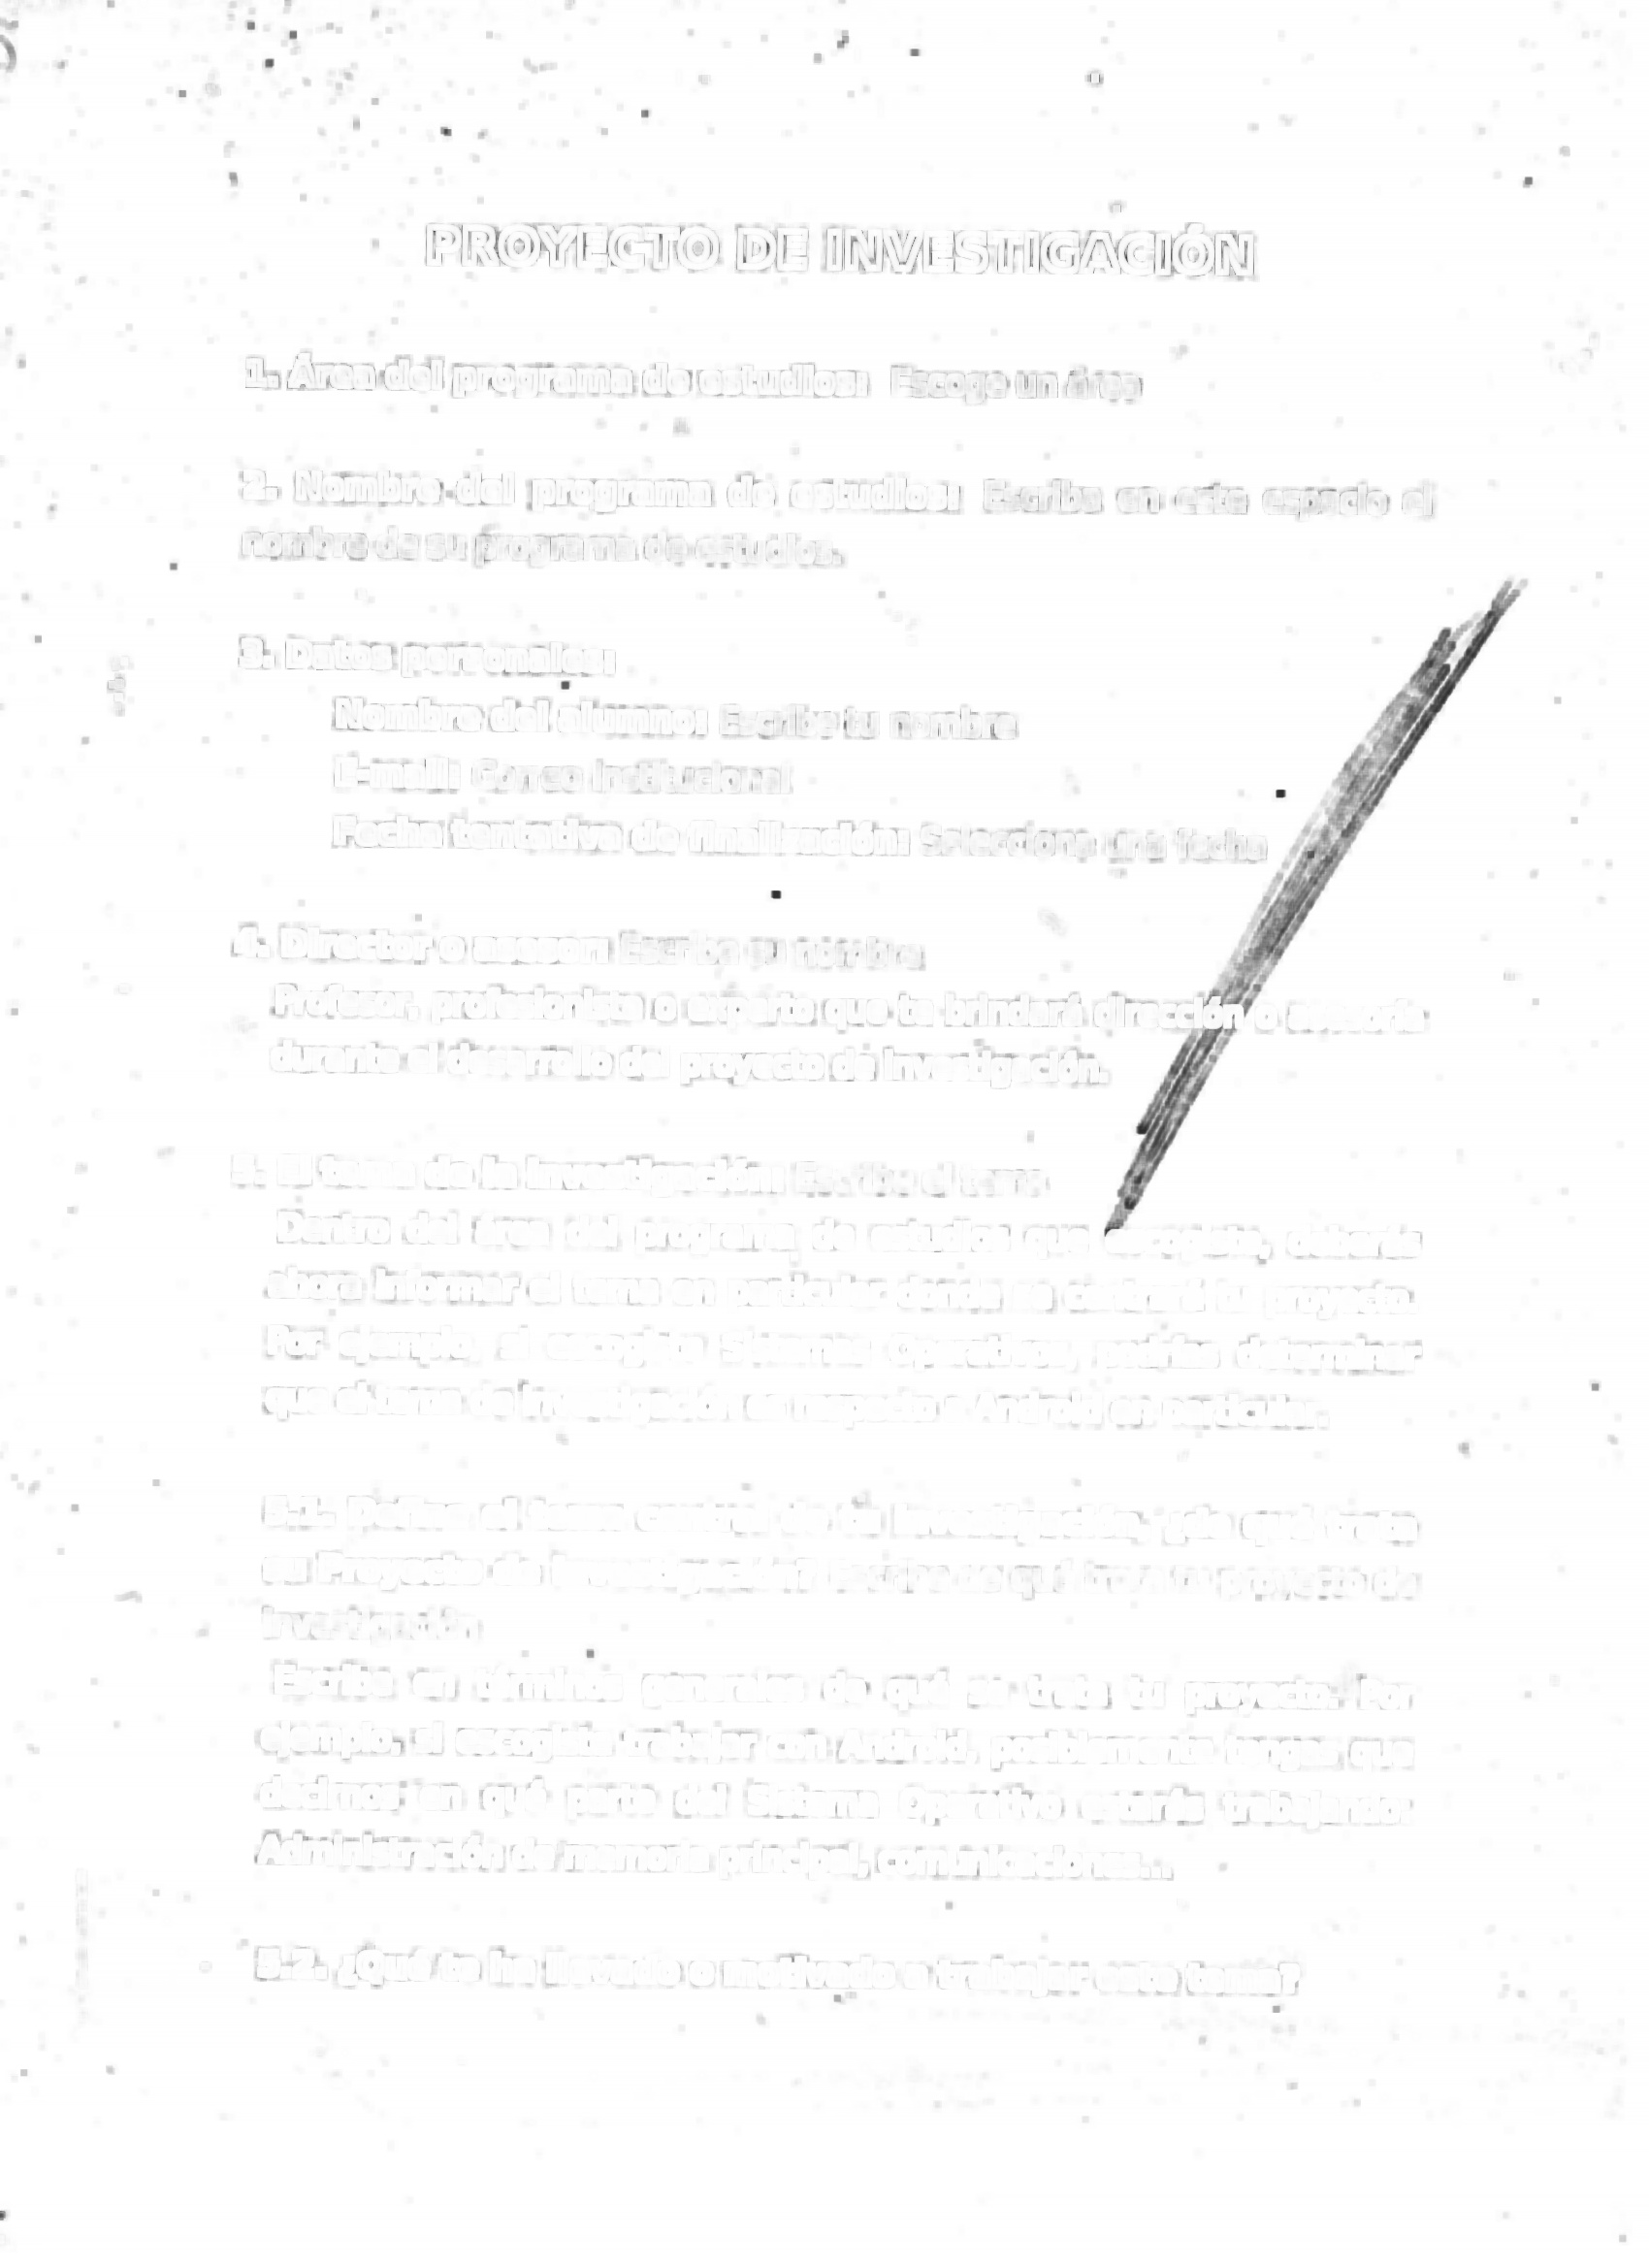 PROYECTO DE INVESTIGACIÓN
1. Área del programa de estudios: Escoge un área
2. Nombre del programa de estudios: Escriba en este espacio el
nombre de su programa de estudios.
3. Datos personales:
Nombre del alumno: Escribe tu nombre
E-mail: Correo institucional
Fecha tentativa de finalización: Selecciona una fecha
4. Director o asesor: Escriba su nombre
Profesor, profesionista o experto que te brindará dirección o asesoría
durante el desarrollo del proyecto de investigación.
5. El tema de la investigación: Escribe el tema
Dentro del área del programa de estudios que escogiste, deberás
ahora informar el tema en particular donde se centrará tu proyecto.
Por ejemplo, si escogiste Sistemas Operativos, podrías determinar
que el tema de investigación es respecto a Android en particular.
5.1. Define el tema central de tu investigación, ¿de qué trata
su Proyecto de Investigación? Escribe de qué trata tu proyecto de
investigación
Escribe en términos generales de qué se trata tu proyecto. Por
ejemplo, si escogiste trabajar con Android, posiblemente tengas que
decirnos en qué parte del Sistema Operativo estarás trabajando:
Administración de memoria principal, comunicaciones...
5.2. ¿Qué te ha llevado o motivado a trabajar este tema?